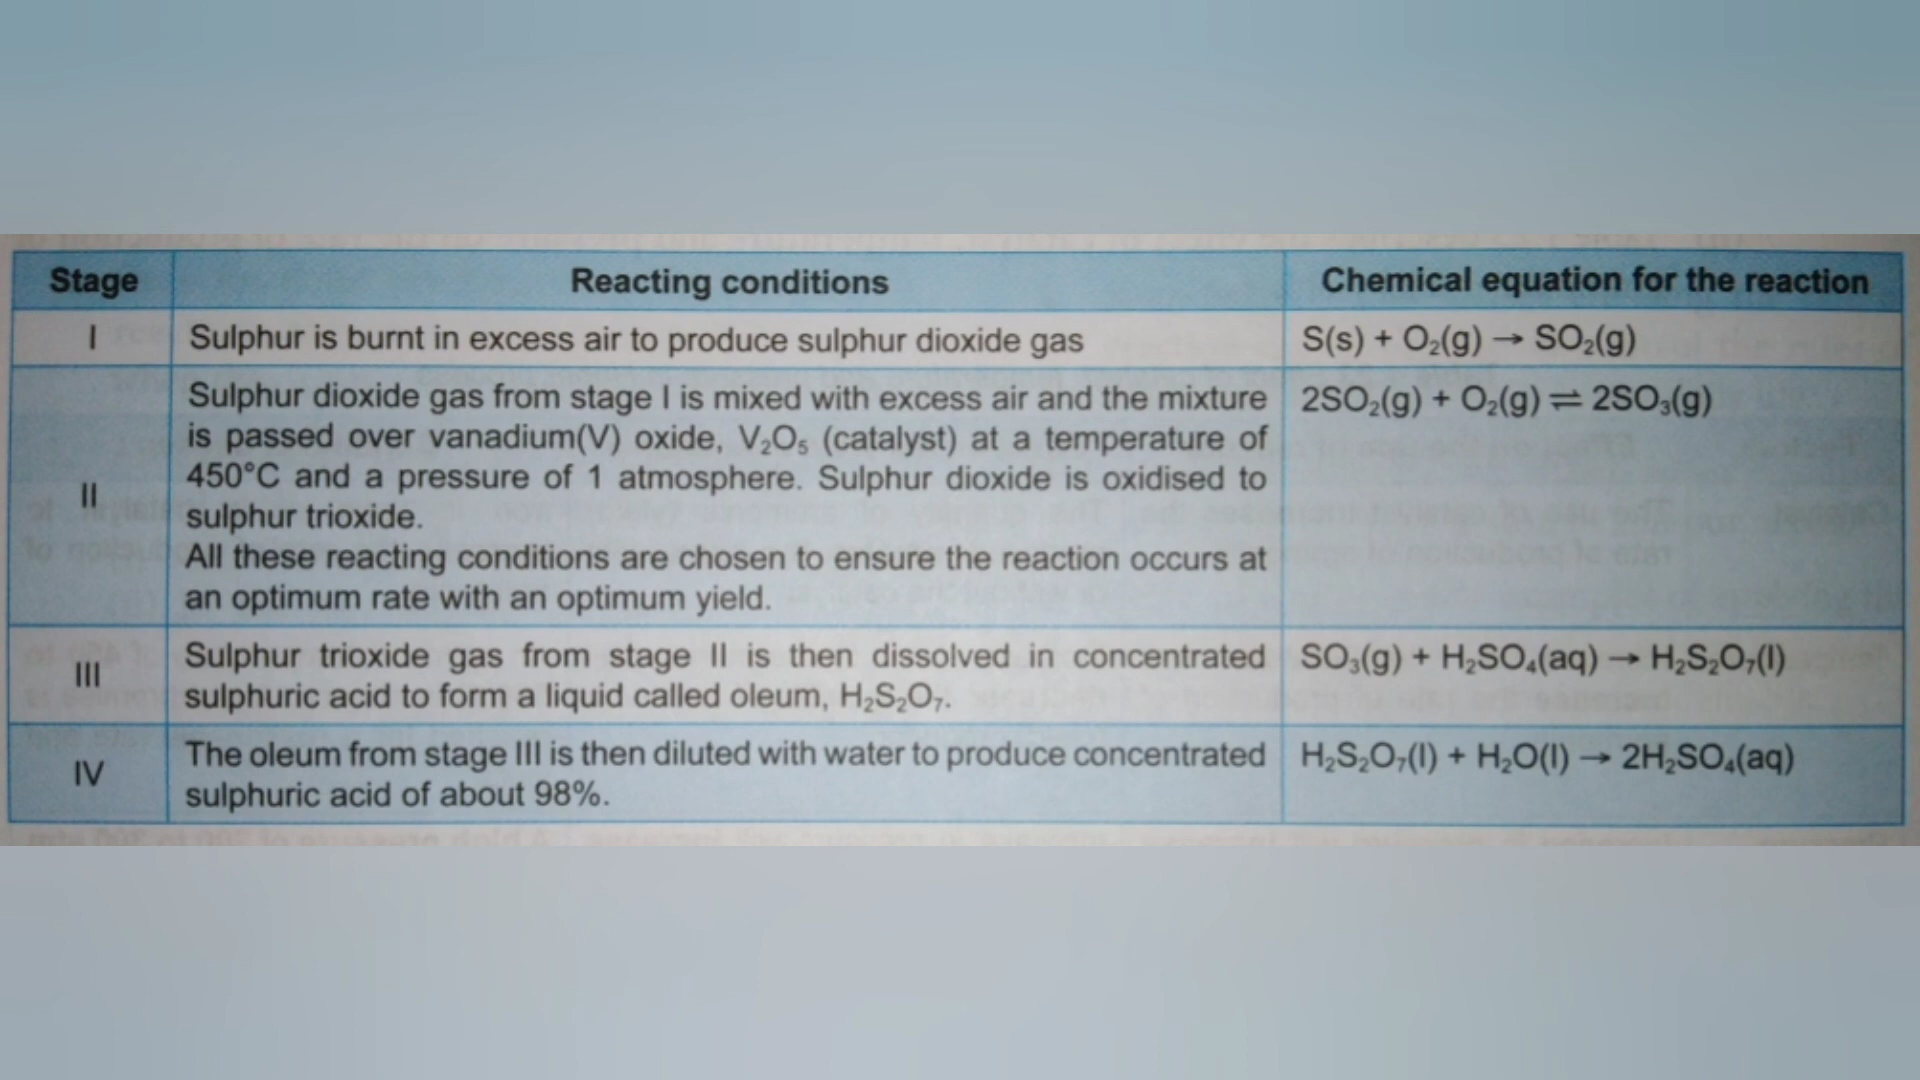 Stage Reacting conditions Chemical equation for the reaction
I Sulphur is burnt in excess air to produce sulphur dioxide gas S(s) + O₂(g) → SO₂(g)
Sulphur dioxide gas from stage I is mixed with excess air and the mixture 2SO₂(g) + O₂(g) ⇌ 2SO₃(g)
is passed over vanadium(V) oxide, V₂O₅ (catalyst) at a temperature of
450°C and a pressure of 1 atmosphere. Sulphur dioxide is oxidised to
II
sulphur trioxide.
All these reacting conditions are chosen to ensure the reaction occurs at
an optimum rate with an optimum yield.
III
Sulphur trioxide gas from stage II is then dissolved in concentrated SO₃(g) + H₂SO₄(aq) → H₂S₂O₇(l)
sulphuric acid to form a liquid called oleum, H₂S₂O₇.
IV
The oleum from stage III is then diluted with water to produce concentrated H₂S₂O₇(l) + H₂O(l) → 2H₂SO₄(aq)
sulphuric acid of about 98%.